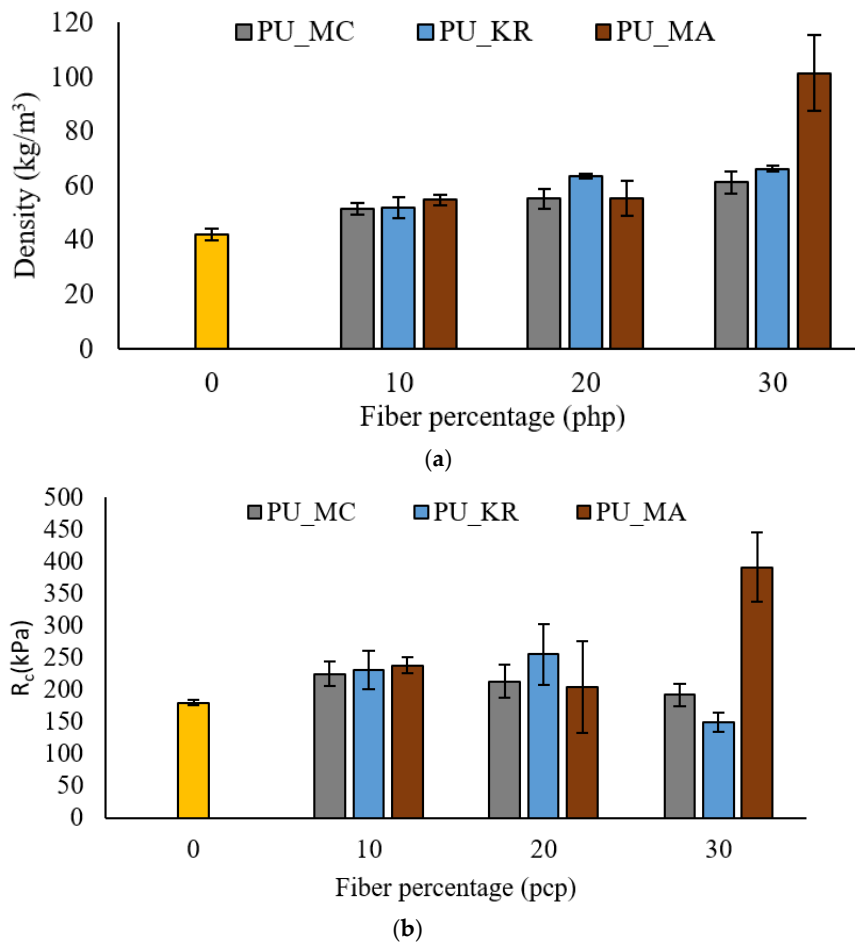 120
PU_MC PU_KR PU_MA
100
80
60
40
20
0
Density (kg/m³)
0 10 20 30
Fiber percentage (php)
(a)
500
PU_MC PU_KR PU_MA
450
400
350
300
250
200
150
100
50
0
Rc(kPa)
0 10 20 30
Fiber percentage (pcp)
(b)